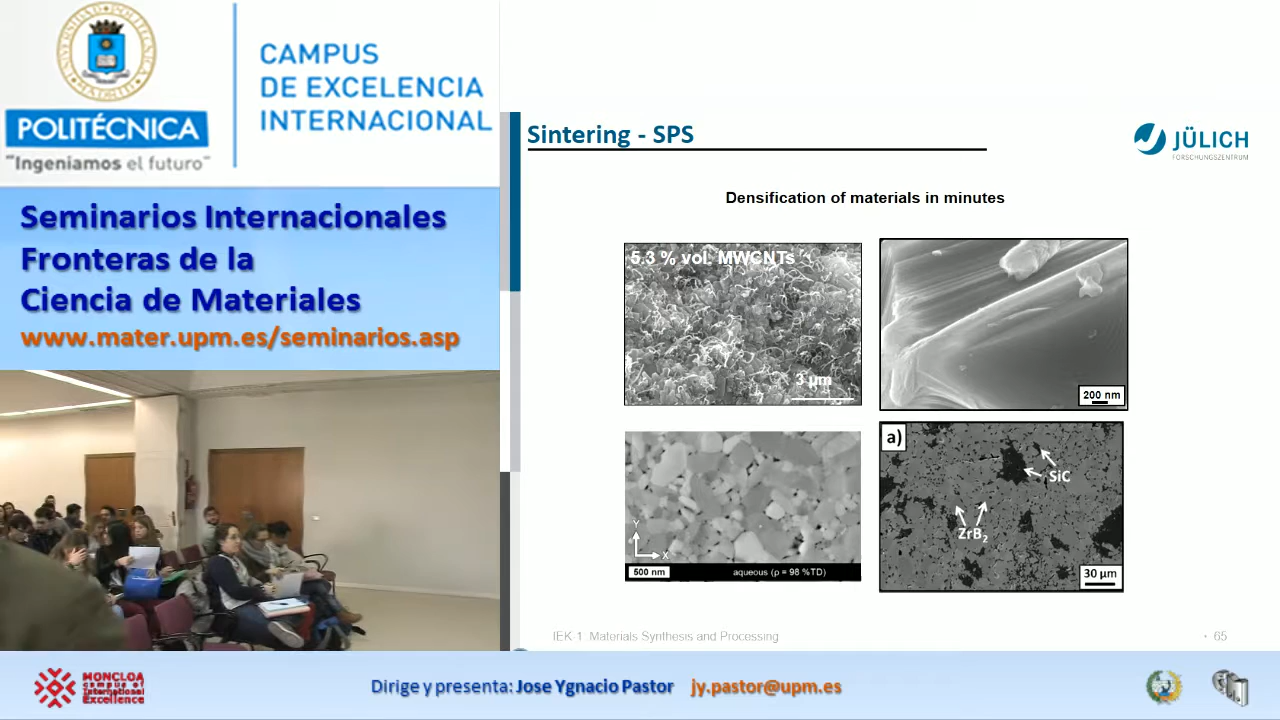 CAMPUS
DE EXCELENCIA
INTERNACIONAL
POLITÉCNICA
"Ingeniamos el futuro"
Seminarios Internacionales
Fronteras de la
Ciencia de Materiales
www.mater.upm.es/seminarios.asp
Sintering - SPS
JÜLICH
FORSCHUNGSZENTRUM
Densification of materials in minutes
5.3 % vol. MWCNTs
3 µm
200 nm
Y
X
500 nm aqueous (ρ = 98 %TD)
a)
SiC
ZrB2
30 µm
IEK 1 Materials Synthesis and Processing
• 65
MONCLOA
campus of
International
Excellence
Dirige y presenta: Jose Ygnacio Pastor jy.pastor@upm.es